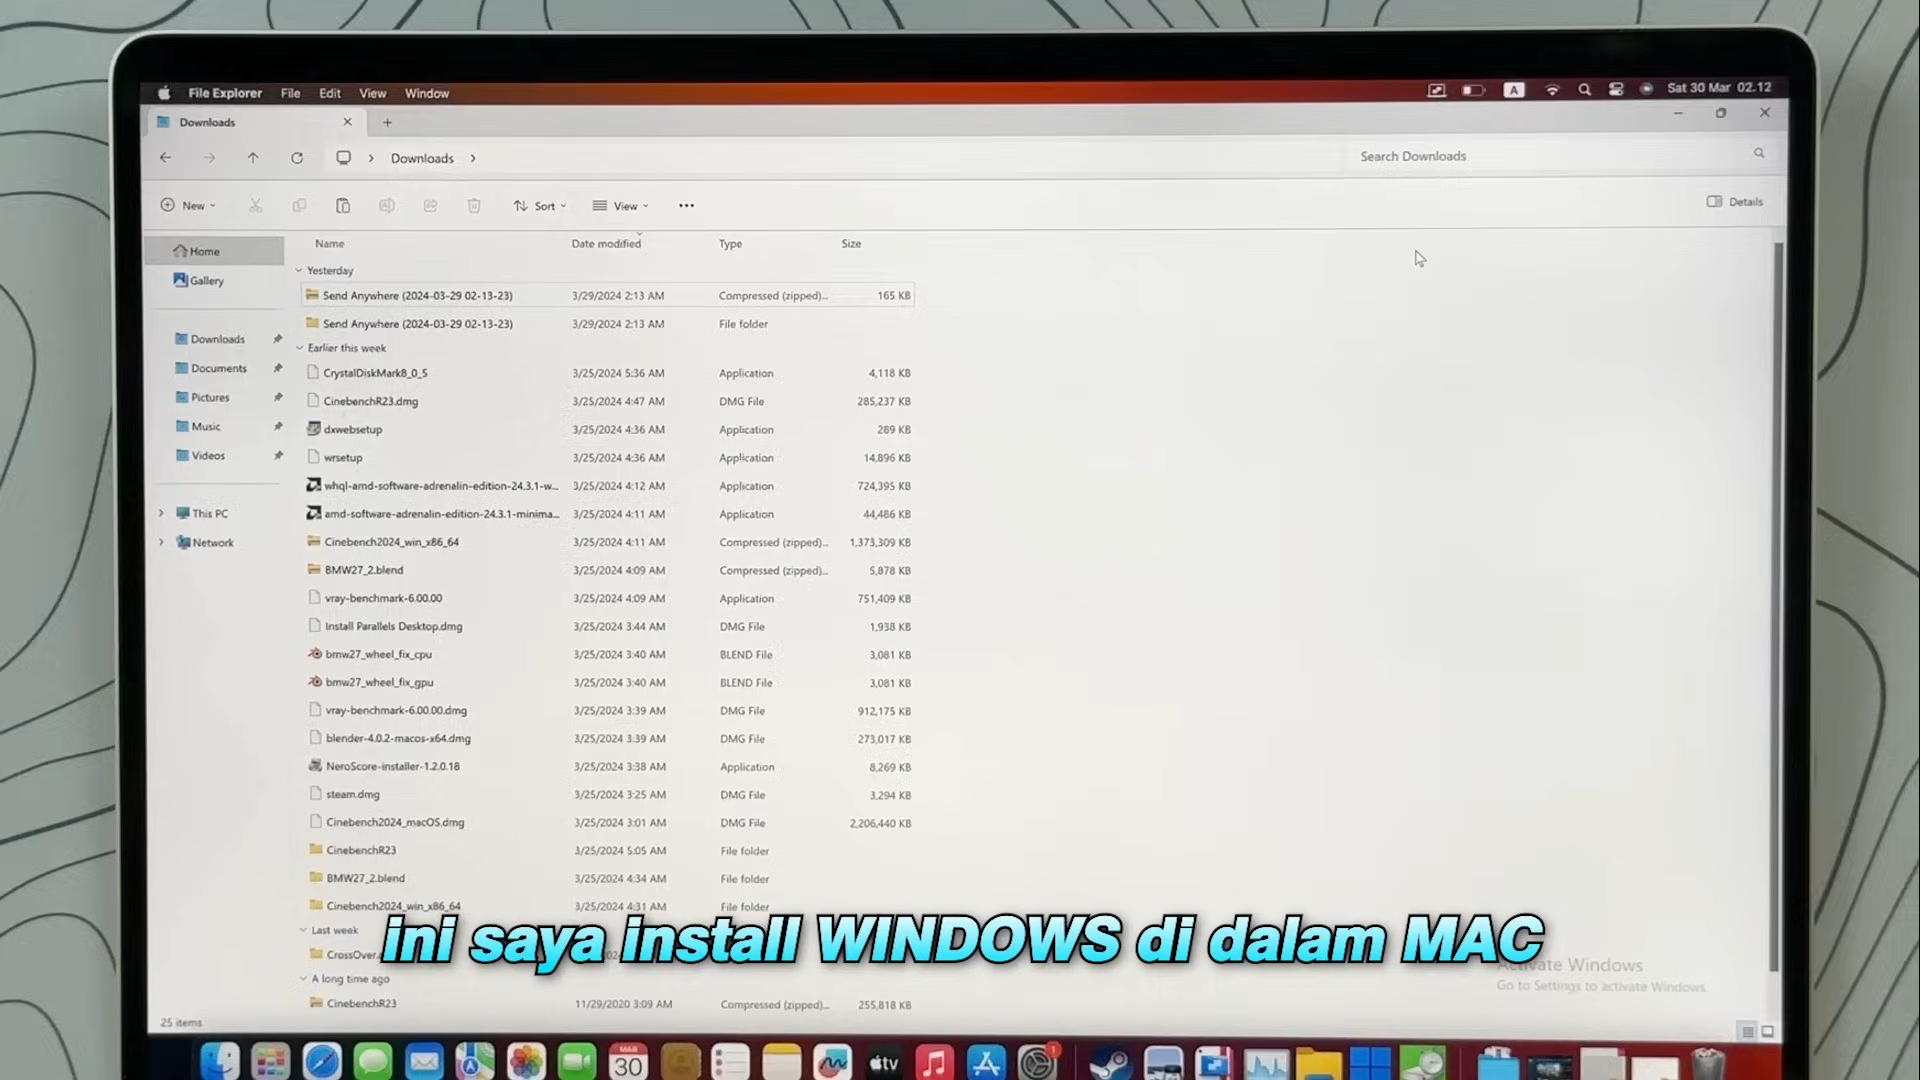 File Explorer File Edit View Window
A
Sat 30 Mar 02.12
Downloads
Downloads
Search Downloads
New
Sort
View
Details
Home
Gallery
Downloads
Documents
Pictures
Music
Videos
This PC
Network
Name Date modified Type Size
Yesterday
Send Anywhere (2024-03-29 02-13-23) 3/29/2024 2:13 AM Compressed (zipped)... 165 KB
Send Anywhere (2024-03-29 02-13-23) 3/29/2024 2:13 AM File folder
Earlier this week
CrystalDiskMark8_0_5 3/25/2024 5:36 AM Application 4,118 KB
CinebenchR23.dmg 3/25/2024 4:47 AM DMG File 285,237 KB
dxwebsetup 3/25/2024 4:36 AM Application 289 KB
wrsetup 3/25/2024 4:36 AM Application 14,896 KB
whql-amd-software-adrenalin-edition-24.3.1-w... 3/25/2024 4:12 AM Application 724,395 KB
amd-software-adrenalin-edition-24.3.1-minima... 3/25/2024 4:11 AM Application 44,486 KB
Cinebench2024_win_x86_64 3/25/2024 4:11 AM Compressed (zipped)... 1,373,309 KB
BMW27_2.blend 3/25/2024 4:09 AM Compressed (zipped)... 5,878 KB
vray-benchmark-6.00.00 3/25/2024 4:09 AM Application 751,409 KB
Install Parallels Desktop.dmg 3/25/2024 3:44 AM DMG File 1,938 KB
bmw27_wheel_fix_cpu 3/25/2024 3:40 AM BLEND File 3,081 KB
bmw27_wheel_fix_gpu 3/25/2024 3:40 AM BLEND File 3,081 KB
vray-benchmark-6.00.00.dmg 3/25/2024 3:39 AM DMG File 912,175 KB
blender-4.0.2-macos-x64.dmg 3/25/2024 3:39 AM DMG File 273,017 KB
NeroScore-installer-1.2.0.18 3/25/2024 3:38 AM Application 8,269 KB
steam.dmg 3/25/2024 3:25 AM DMG File 3,294 KB
Cinebench2024_macOS.dmg 3/25/2024 3:01 AM DMG File 2,206,440 KB
CinebenchR23 3/25/2024 5:05 AM File folder
BMW27_2.blend 3/25/2024 4:34 AM File folder
Cinebench2024_win_x86_64 3/25/2024 4:31 AM File folder
Last week
CrossOver
A long time ago
CinebenchR23 11/29/2020 3:09 AM Compressed (zipped)... 255,818 KB
ini saya install WINDOWS di dalam MAC
Activate Windows
Go to Settings to activate Windows.
25 items
MAR
30
tv
1